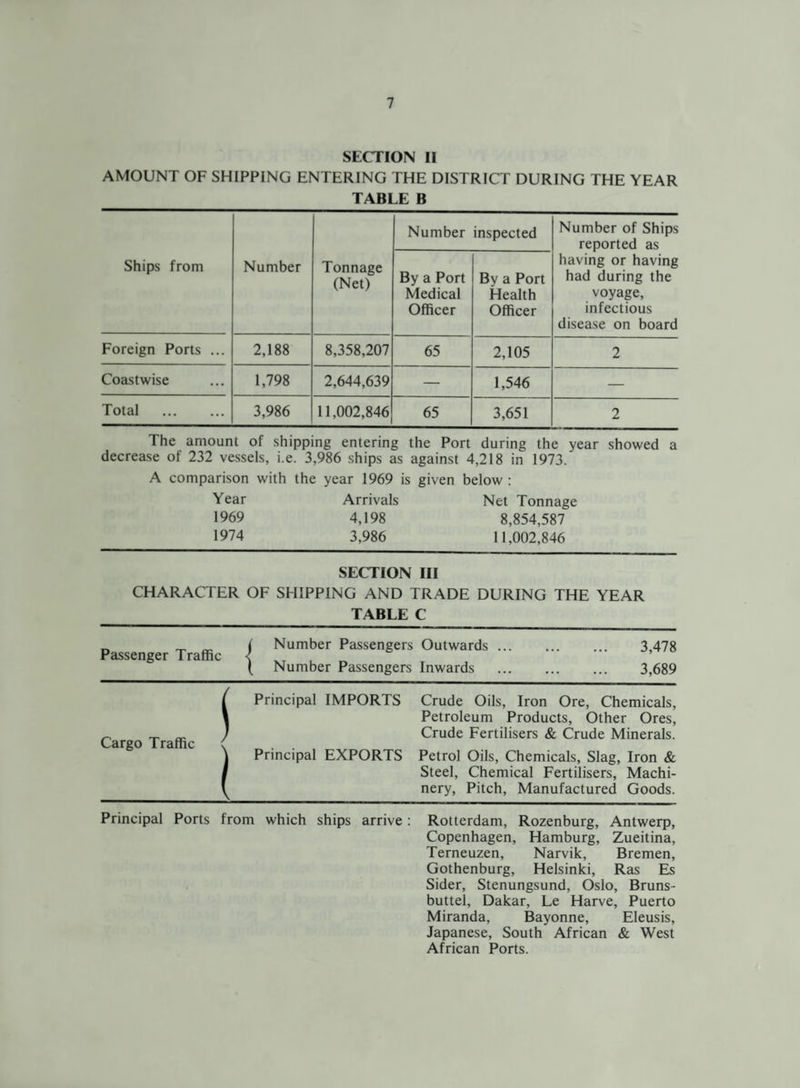 7
SECTION II
AMOUNT OF SHIPPING ENTERING THE DISTRICT DURING THE YEAR
TABLE B
Ships from | Number | Tonnage (Net) | Number inspected | Number of Ships reported as having or having had during the voyage, infectious disease on board
By a Port Medical Officer | By a Port Health Officer
Foreign Ports ... | 2,188 | 8,358,207 | 65 | 2,105 | 2
Coastwise ... | 1,798 | 2,644,639 | — | 1,546 | —
Total ... ... | 3,986 | 11,002,846 | 65 | 3,651 | 2
The amount of shipping entering the Port during the year showed a
decrease of 232 vessels, i.e. 3,986 ships as against 4,218 in 1973.
A comparison with the year 1969 is given below :
Year Arrivals Net Tonnage
1969 4,198 8,854,587
1974 3,986 11,002,846
SECTION III
CHARACTER OF SHIPPING AND TRADE DURING THE YEAR
TABLE C
Passenger Traffic
Number Passengers Outwards ... ... ... 3,478
Number Passengers Inwards ... ... ... 3,689
Cargo Traffic
Principal IMPORTS Crude Oils, Iron Ore, Chemicals,
Petroleum Products, Other Ores,
Crude Fertilisers & Crude Minerals.
Principal EXPORTS Petrol Oils, Chemicals, Slag, Iron &
Steel, Chemical Fertilisers, Machi-
nery, Pitch, Manufactured Goods.
Principal Ports from which ships arrive : Rotterdam, Rozenburg, Antwerp,
Copenhagen, Hamburg, Zueitina,
Terneuzen, Narvik, Bremen,
Gothenburg, Helsinki, Ras Es
Sider, Stenungsund, Oslo, Bruns-
buttel, Dakar, Le Harve, Puerto
Miranda, Bayonne, Eleusis,
Japanese, South African & West
African Ports.